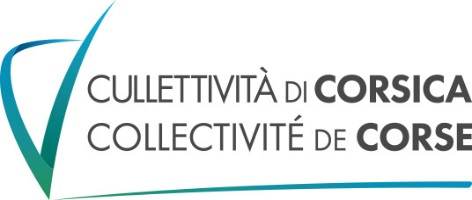 CULLETTIVITÀ DI CORSICA
COLLECTIVITÉ DE CORSE